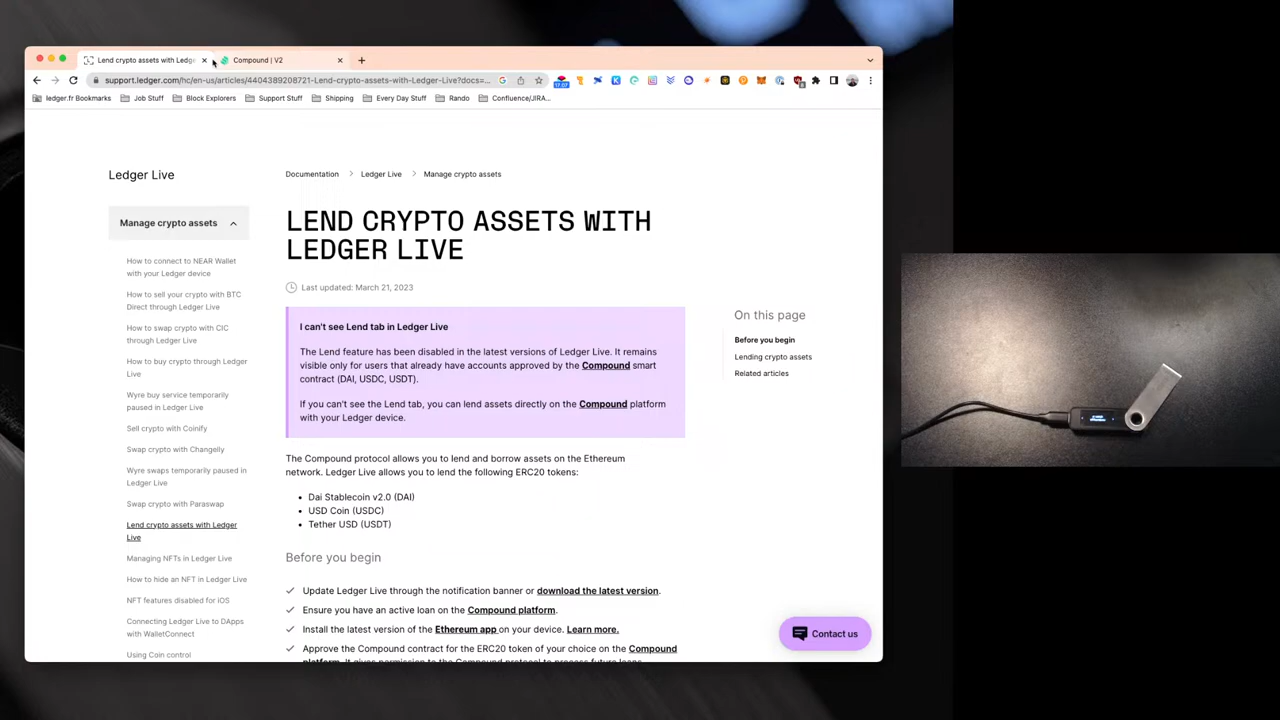 Lend crypto assets with Ledge
Compound | V2
support.ledger.com/hc/en-us/articles/4404389208721-Lend-crypto-assets-with-Ledger-Live?docs=...
ledger.fr Bookmarks
Job Stuff
Block Explorers
Support Stuff
Shipping
Every Day Stuff
Rando
Confluence/JIRA...
Ledger Live
Manage crypto assets
How to connect to NEAR Wallet
with your Ledger device
How to sell your crypto with BTC
Direct through Ledger Live
How to swap crypto with CIC
through Ledger Live
How to buy crypto through Ledger
Live
Wyre buy service temporarily
paused in Ledger Live
Sell crypto with Coinify
Swap crypto with Changelly
Wyre swaps temporarily paused in
Ledger Live
Swap crypto with Paraswap
Lend crypto assets with Ledger
Live
Managing NFTs in Ledger Live
How to hide an NFT in Ledger Live
NFT features disabled for iOS
Connecting Ledger Live to DApps
with WalletConnect
Using Coin control
Documentation > Ledger Live > Manage crypto assets
LEND CRYPTO ASSETS WITH
LEDGER LIVE
Last updated: March 21, 2023
I can't see Lend tab in Ledger Live
The Lend feature has been disabled in the latest versions of Ledger Live. It remains
visible only for users that already have accounts approved by the Compound smart
contract (DAI, USDC, USDT).
If you can't see the Lend tab, you can lend assets directly on the Compound platform
with your Ledger device.
The Compound protocol allows you to lend and borrow assets on the Ethereum
network. Ledger Live allows you to lend the following ERC20 tokens:
• Dai Stablecoin v2.0 (DAI)
• USD Coin (USDC)
• Tether USD (USDT)
Before you begin
Update Ledger Live through the notification banner or download the latest version.
Ensure you have an active loan on the Compound platform.
Install the latest version of the Ethereum app on your device. Learn more.
Approve the Compound contract for the ERC20 token of your choice on the Compound
platform. It gives permission to the Compound protocol to process future loans.
On this page
Before you begin
Lending crypto assets
Related articles
Contact us